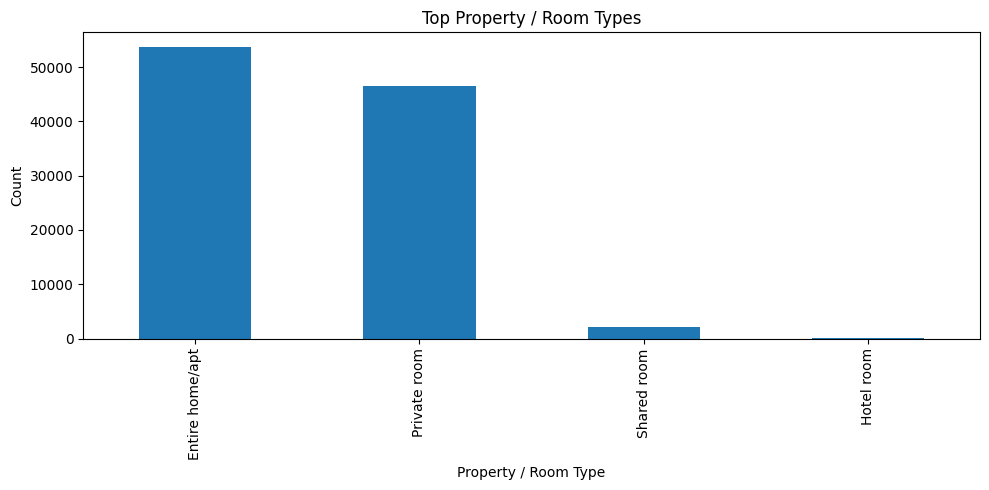 Top Property / Room Types
Count
50000
40000
30000
20000
10000
0
Entire home/apt
Private room
Shared room
Hotel room
Property / Room Type